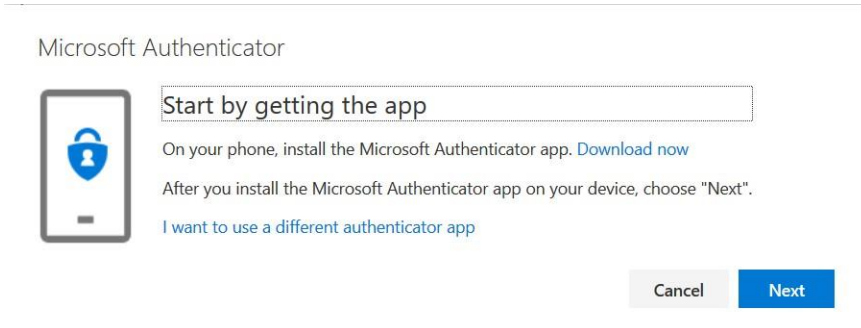 Microsoft Authenticator
Start by getting the app
On your phone, install the Microsoft Authenticator app. Download now
After you install the Microsoft Authenticator app on your device, choose "Next".
I want to use a different authenticator app
Cancel Next